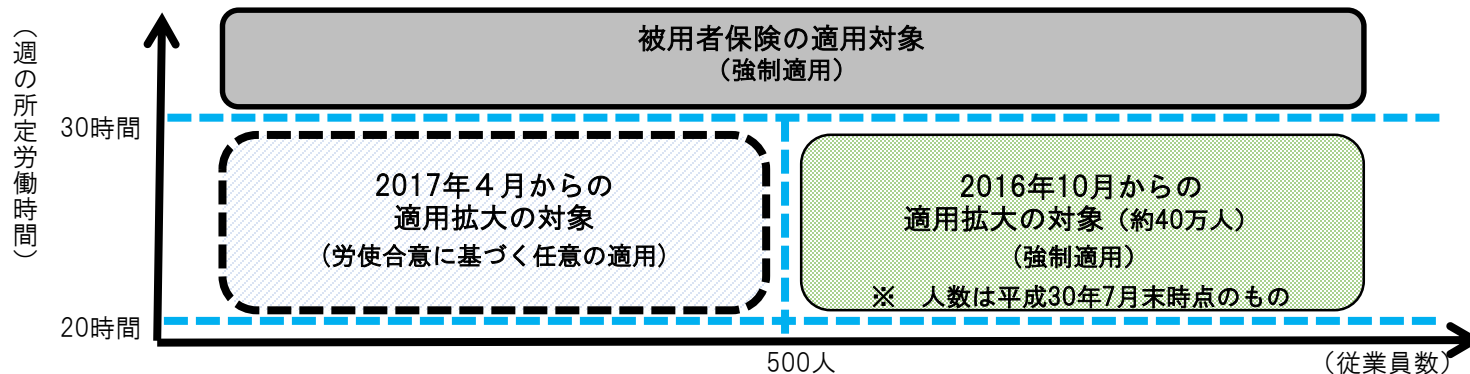 (週の所定労働時間)
被用者保険の適用対象
(強制適用)
30時間
2017年4月からの
適用拡大の対象
(労使合意に基づく任意の適用)
2016年10月からの
適用拡大の対象(約40万人)
(強制適用)
※ 人数は平成30年7月末時点のもの
20時間
500人
(従業員数)